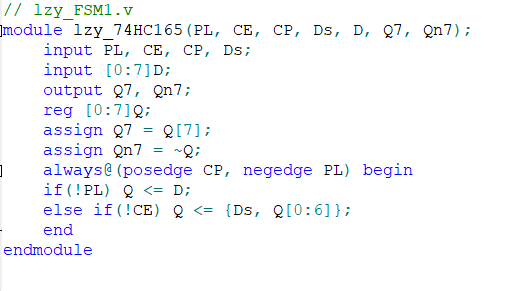 // lzy_FSM1.v
module lzy_74HC165(PL, CE, CP, Ds, D, Q7, Qn7);
input PL, CE, CP, Ds;
input [0:7]D;
output Q7, Qn7;
reg [0:7]Q;
assign Q7 = Q[7];
assign Qn7 = ~Q;
always@(posedge CP, negedge PL) begin
if(!PL) Q <= D;
else if(!CE) Q <= {Ds, Q[0:6]};
end
endmodule